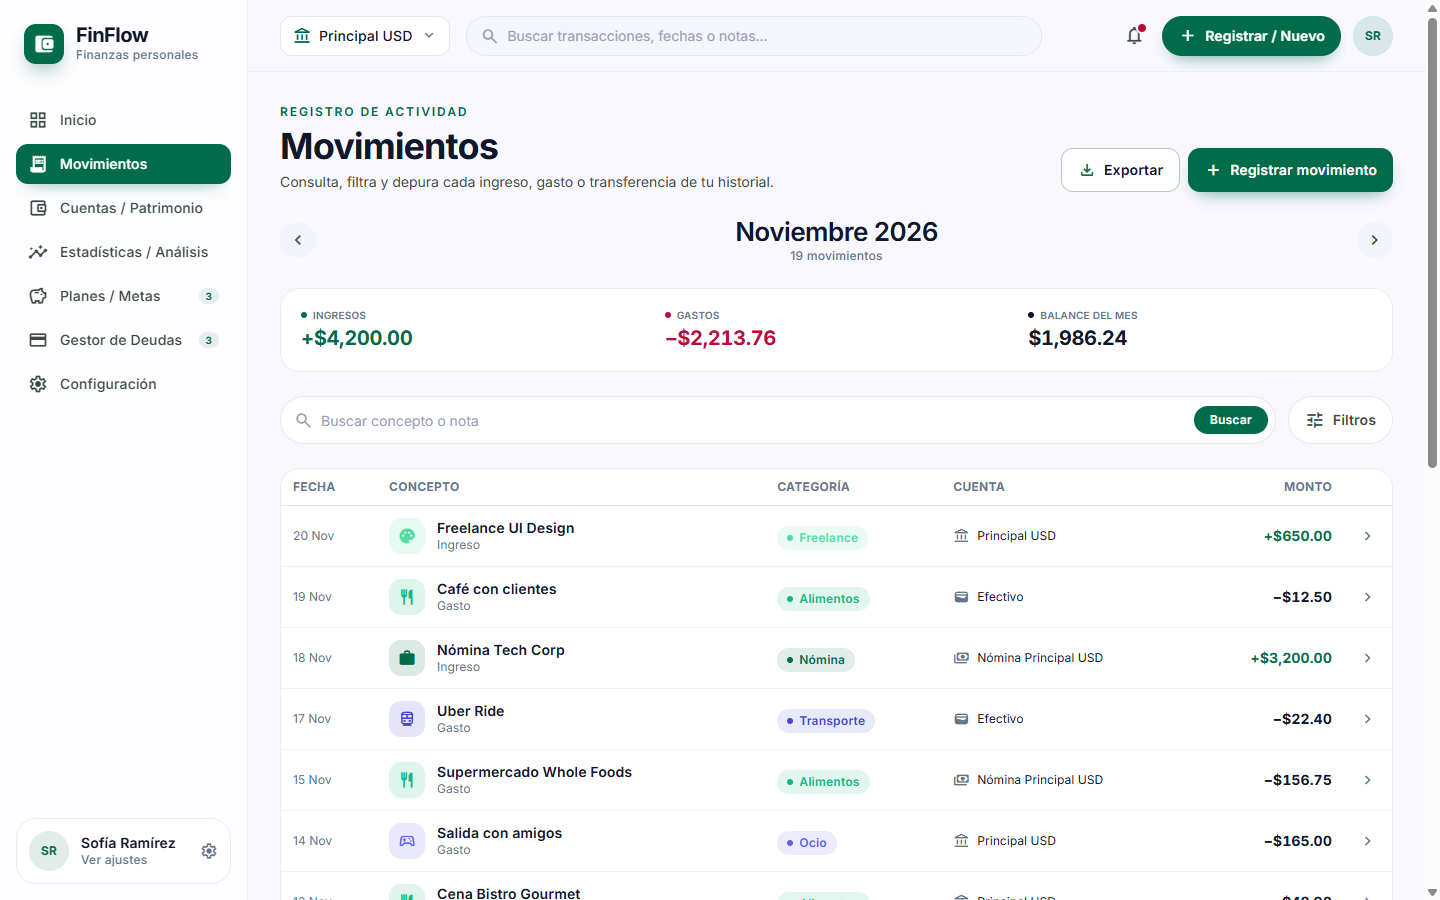 FinFlow
Finanzas personales
Inicio
Movimientos
Cuentas / Patrimonio
Estadísticas / Análisis
Planes / Metas 3
Gestor de Deudas 3
Configuración
SR Sofía Ramírez
Ver ajustes
Principal USD
Buscar transacciones, fechas o notas...
+ Registrar / Nuevo
SR
REGISTRO DE ACTIVIDAD
Movimientos
Consulta, filtra y depura cada ingreso, gasto o transferencia de tu historial.
Exportar
+ Registrar movimiento
Noviembre 2026
19 movimientos
INGRESOS
+$4,200.00
GASTOS
−$2,213.76
BALANCE DEL MES
$1,986.24
Buscar concepto o nota
Buscar
Filtros
FECHA CONCEPTO CATEGORÍA CUENTA MONTO
20 Nov Freelance UI Design Freelance Principal USD +$650.00
Ingreso
19 Nov Café con clientes Alimentos Efectivo −$12.50
Gasto
18 Nov Nómina Tech Corp Nómina Nómina Principal USD +$3,200.00
Ingreso
17 Nov Uber Ride Transporte Efectivo −$22.40
Gasto
15 Nov Supermercado Whole Foods Alimentos Nómina Principal USD −$156.75
Gasto
14 Nov Salida con amigos Ocio Principal USD −$165.00
Gasto
Cena Bistro Gourmet